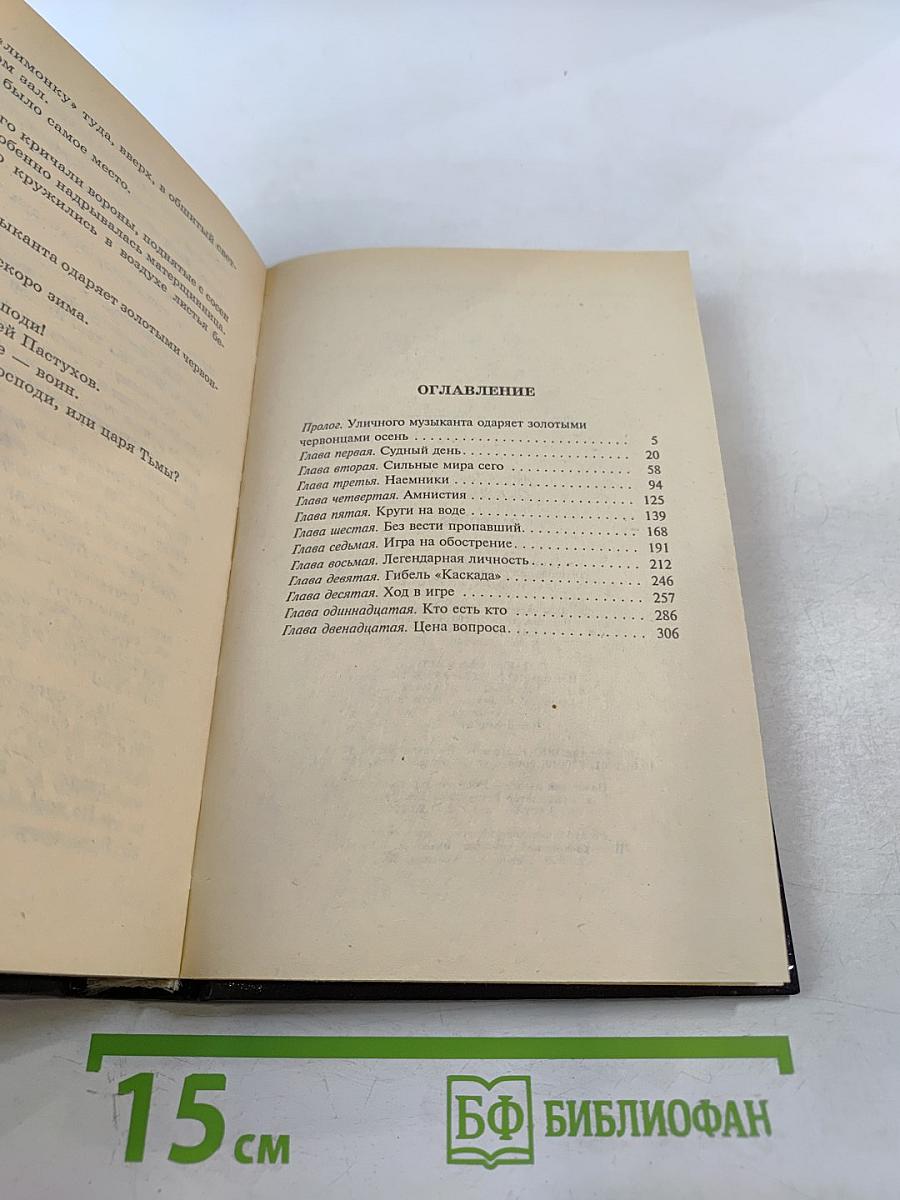 «лимонку» туда, вверх, в обшитый свет-
ом зал.
было самое место.
го кричали вороны, поднятые с сосен
обенно надрывалась матерщинница.
кружились в воздухе листья бе-
ыканта одаряет золотыми червон-
скоро зима.
споди!
ей Пастухов.
е — воин.
осподи, или царя Тьмы?
ОГЛАВЛЕНИЕ
Пролог. Уличного музыканта одаряет золотыми
червонцами осень . . . . . . . . . . . . . . . . . . . . . . . . . . . 5
Глава первая. Судный день. . . . . . . . . . . . . . . . . . . . . 20
Глава вторая. Сильные мира сего . . . . . . . . . . . . . . . 58
Глава третья. Наемники . . . . . . . . . . . . . . . . . . . . . . 94
Глава четвертая. Амнистия . . . . . . . . . . . . . . . . . . . . 125
Глава пятая. Круги на воде . . . . . . . . . . . . . . . . . . . . 139
Глава шестая. Без вести пропавший. . . . . . . . . . . . . . 168
Глава седьмая. Игра на обострение. . . . . . . . . . . . . . . 191
Глава восьмая. Легендарная личность. . . . . . . . . . . . . 212
Глава девятая. Гибель «Каскада» . . . . . . . . . . . . . . . . 246
Глава десятая. Ход в игре . . . . . . . . . . . . . . . . . . . . . 257
Глава одиннадцатая. Кто есть кто . . . . . . . . . . . . . . . 286
Глава двенадцатая. Цена вопроса. . . . . . . . . . . . . . . . 306
15 см
БФ БИБЛИОФАН